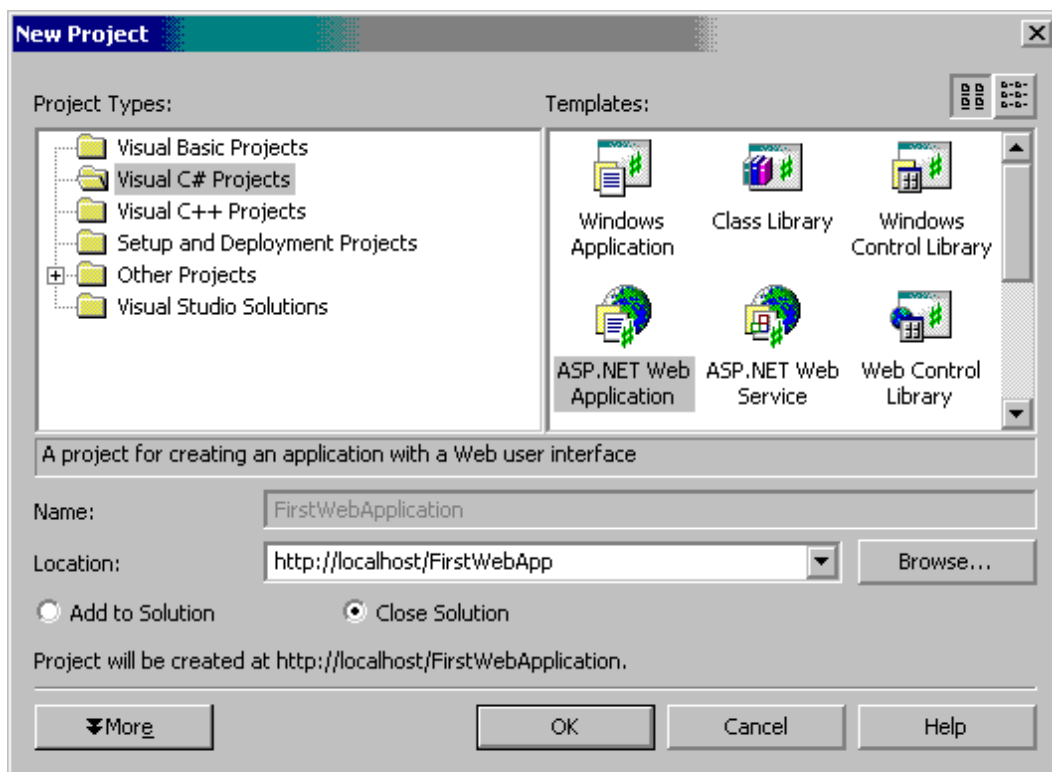 New Project
Project Types:
Templates:
Visual Basic Projects
Visual C# Projects
Visual C++ Projects
Setup and Deployment Projects
Other Projects
Visual Studio Solutions
Windows
Application
Class Library
Windows
Control Library
ASP.NET Web
Application
ASP.NET Web
Service
Web Control
Library
A project for creating an application with a Web user interface
Name:
FirstWebApplication
Location:
http://localhost/FirstWebApp
Browse...
Add to Solution
Close Solution
Project will be created at http://localhost/FirstWebApplication.
More
OK
Cancel
Help